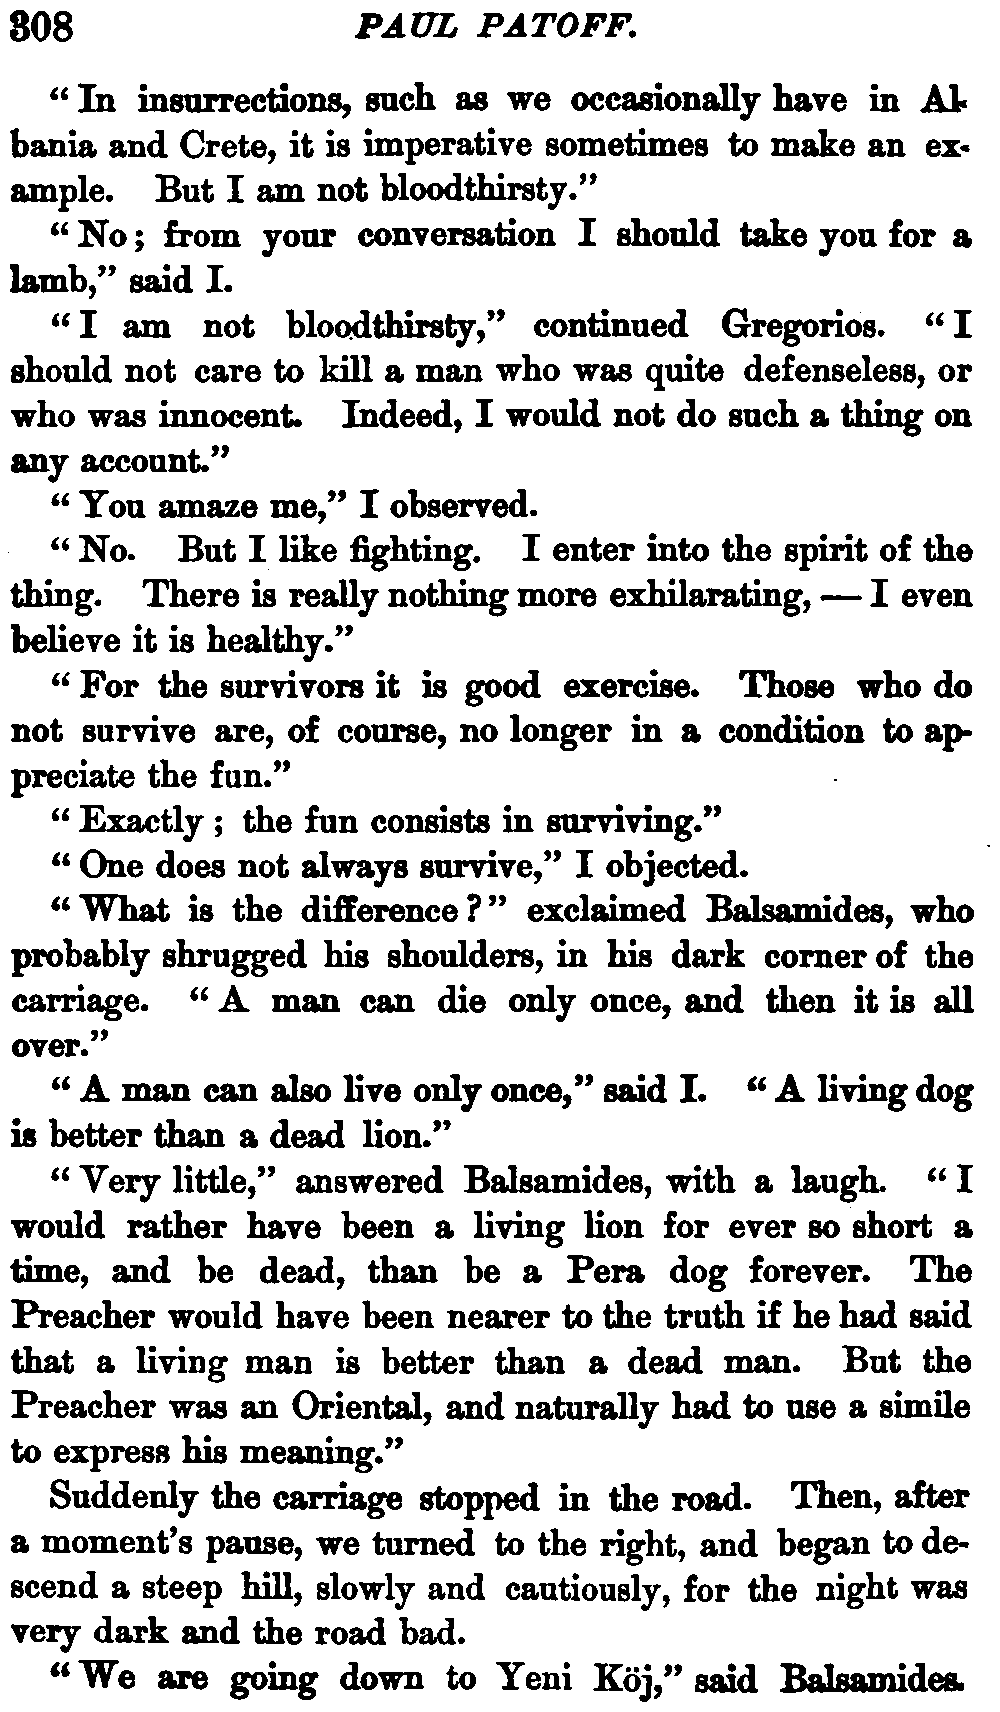 308 PAUL PATOFF.
“In insurrections, such as we occasionally have in Al-
bania and Crete, it is imperative sometimes to make an ex-
ample. But I am not bloodthirsty.”
“No; from your conversation I should take you for a
lamb,” said I.
“I am not bloodthirsty,” continued Gregorios. “I
should not care to kill a man who was quite defenseless, or
who was innocent. Indeed, I would not do such a thing on
any account.”
“You amaze me,” I observed.
“No. But I like fighting. I enter into the spirit of the
thing. There is really nothing more exhilarating, — I even
believe it is healthy.”
“For the survivors it is good exercise. Those who do
not survive are, of course, no longer in a condition to ap-
preciate the fun.”
“Exactly; the fun consists in surviving.”
“One does not always survive,” I objected.
“What is the difference?” exclaimed Balsamides, who
probably shrugged his shoulders, in his dark corner of the
carriage. “A man can die only once, and then it is all
over.”
“A man can also live only once,” said I. “A living dog
is better than a dead lion.”
“Very little,” answered Balsamides, with a laugh. “I
would rather have been a living lion for ever so short a
time, and be dead, than be a Pera dog forever. The
Preacher would have been nearer to the truth if he had said
that a living man is better than a dead man. But the
Preacher was an Oriental, and naturally had to use a simile
to express his meaning.”
Suddenly the carriage stopped in the road. Then, after
a moment's pause, we turned to the right, and began to de-
scend a steep hill, slowly and cautiously, for the night was
very dark and the road bad.
“We are going down to Yeni Köj,” said Balsamides.